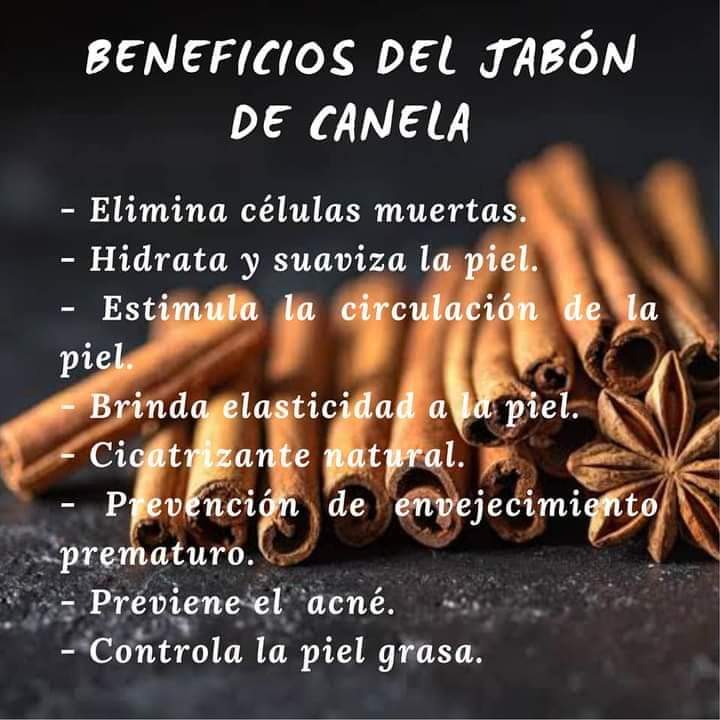 BENEFICIOS DEL JABÓN
DE CANELA
- Elimina células muertas.
- Hidrata y suaviza la piel.
- Estimula la circulación de la
piel.
- Brinda elasticidad a la piel.
- Cicatrizante natural.
- Prevención de envejecimiento
prematuro.
- Previene el acné.
- Controla la piel grasa.